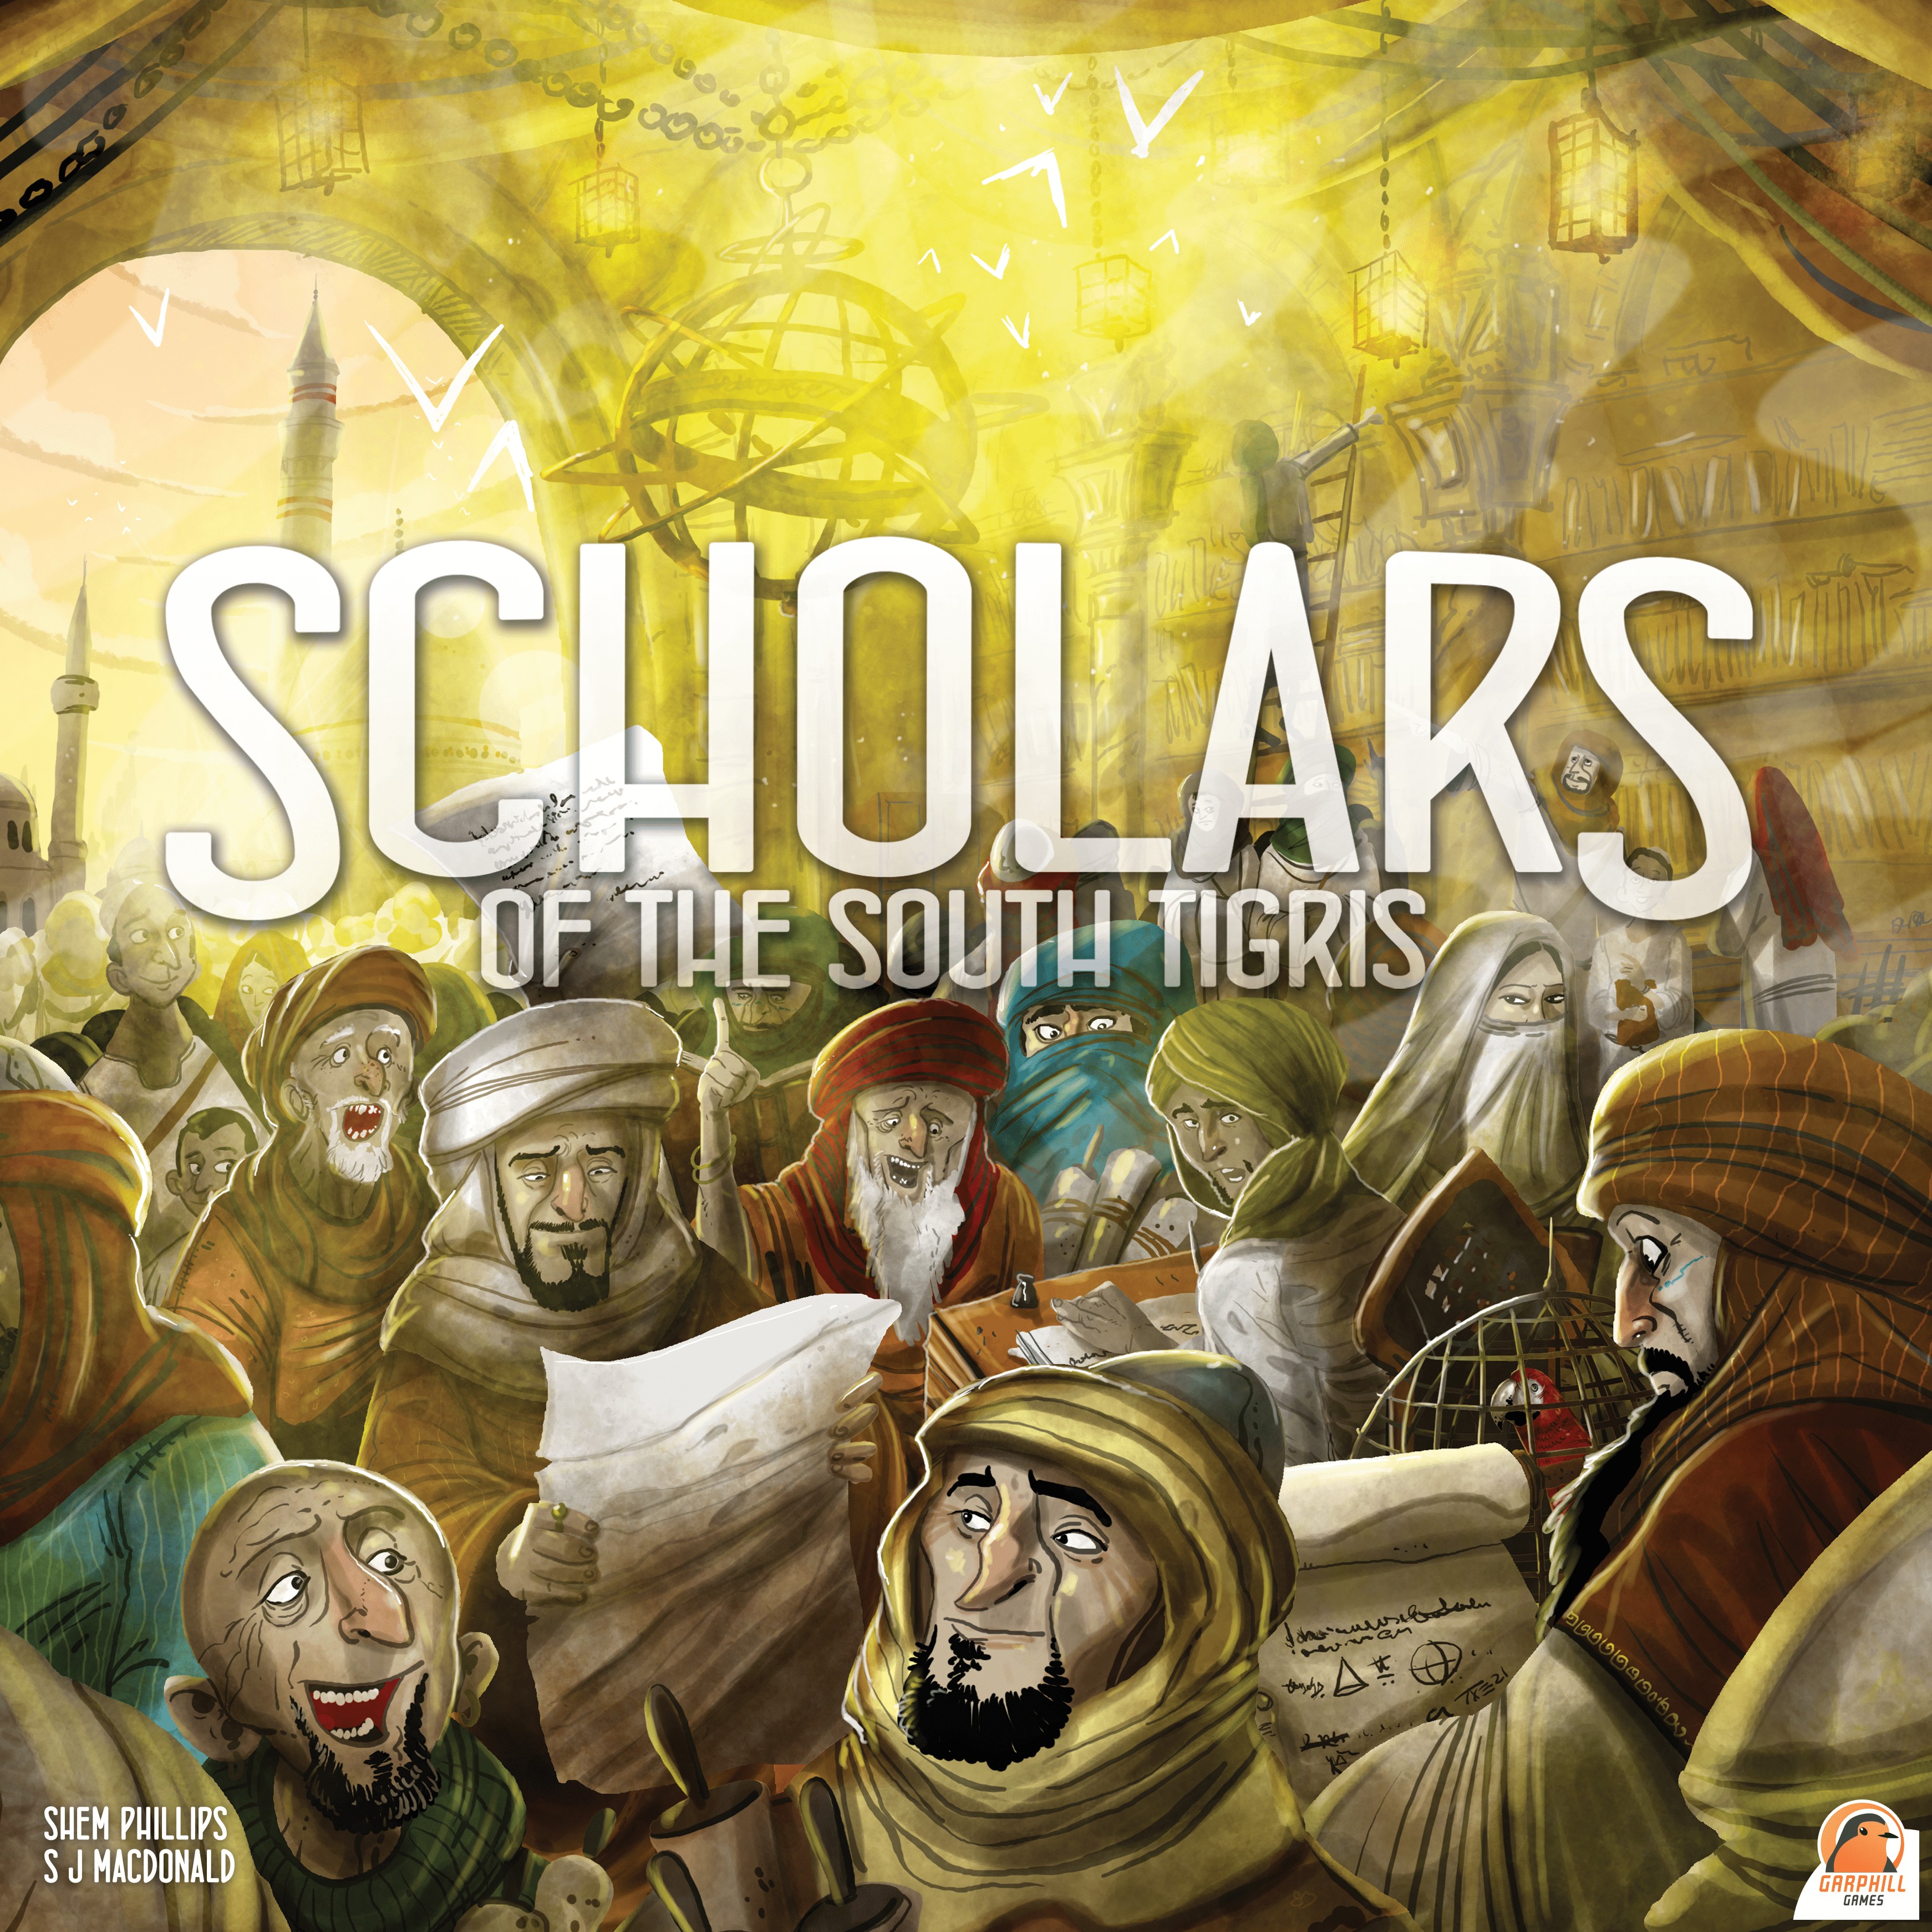 SCHOLARS
OF THE SOUTH TIGRIS
SHEM PHILLIPS
S J MACDONALD
GARPHILL
GAMES